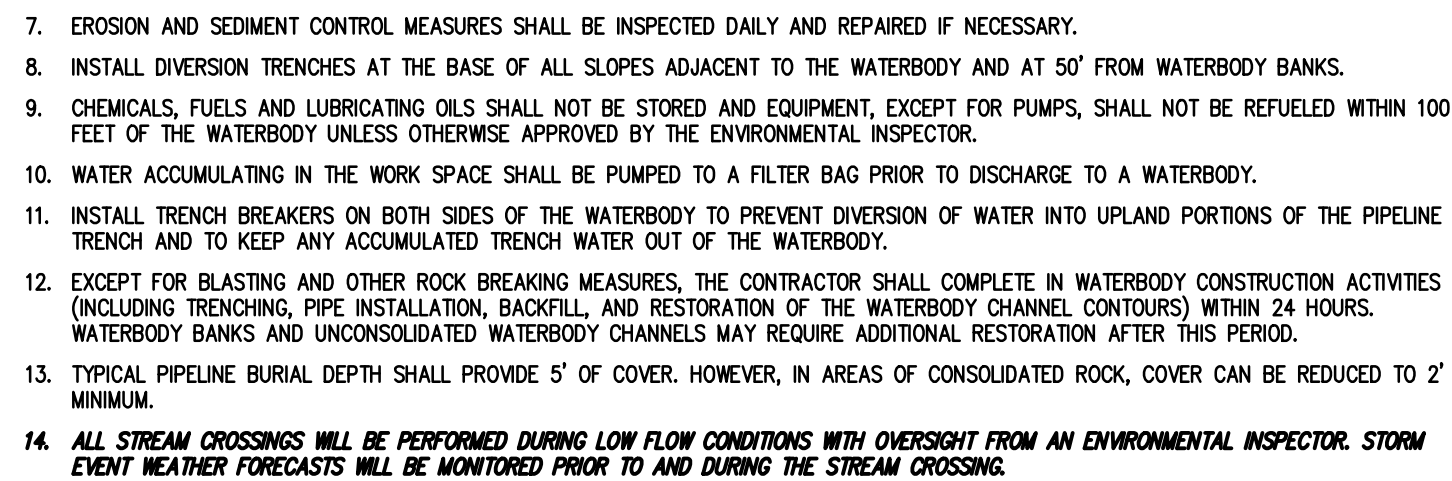 7. EROSION AND SEDIMENT CONTROL MEASURES SHALL BE INSPECTED DAILY AND REPAIRED IF NECESSARY.
8. INSTALL DIVERSION TRENCHES AT THE BASE OF ALL SLOPES ADJACENT TO THE WATERBODY AND AT 50' FROM WATERBODY BANKS.
9. CHEMICALS, FUELS AND LUBRICATING OILS SHALL NOT BE STORED AND EQUIPMENT, EXCEPT FOR PUMPS, SHALL NOT BE REFUELED WITHIN 100
FEET OF THE WATERBODY UNLESS OTHERWISE APPROVED BY THE ENVIRONMENTAL INSPECTOR.
10. WATER ACCUMULATING IN THE WORK SPACE SHALL BE PUMPED TO A FILTER BAG PRIOR TO DISCHARGE TO A WATERBODY.
11. INSTALL TRENCH BREAKERS ON BOTH SIDES OF THE WATERBODY TO PREVENT DIVERSION OF WATER INTO UPLAND PORTIONS OF THE PIPELINE
TRENCH AND TO KEEP ANY ACCUMULATED TRENCH WATER OUT OF THE WATERBODY.
12. EXCEPT FOR BLASTING AND OTHER ROCK BREAKING MEASURES, THE CONTRACTOR SHALL COMPLETE IN WATERBODY CONSTRUCTION ACTIVITIES
(INCLUDING TRENCHING, PIPE INSTALLATION, BACKFILL, AND RESTORATION OF THE WATERBODY CHANNEL CONTOURS) WITHIN 24 HOURS.
WATERBODY BANKS AND UNCONSOLIDATED WATERBODY CHANNELS MAY REQUIRE ADDITIONAL RESTORATION AFTER THIS PERIOD.
13. TYPICAL PIPELINE BURIAL DEPTH SHALL PROVIDE 5' OF COVER. HOWEVER, IN AREAS OF CONSOLIDATED ROCK, COVER CAN BE REDUCED TO 2'
MINIMUM.
14. ALL STREAM CROSSINGS WILL BE PERFORMED DURING LOW FLOW CONDITIONS WITH OVERSIGHT FROM AN ENVIRONMENTAL INSPECTOR. STORM
EVENT WEATHER FORECASTS WILL BE MONITORED PRIOR TO AND DURING THE STREAM CROSSING.